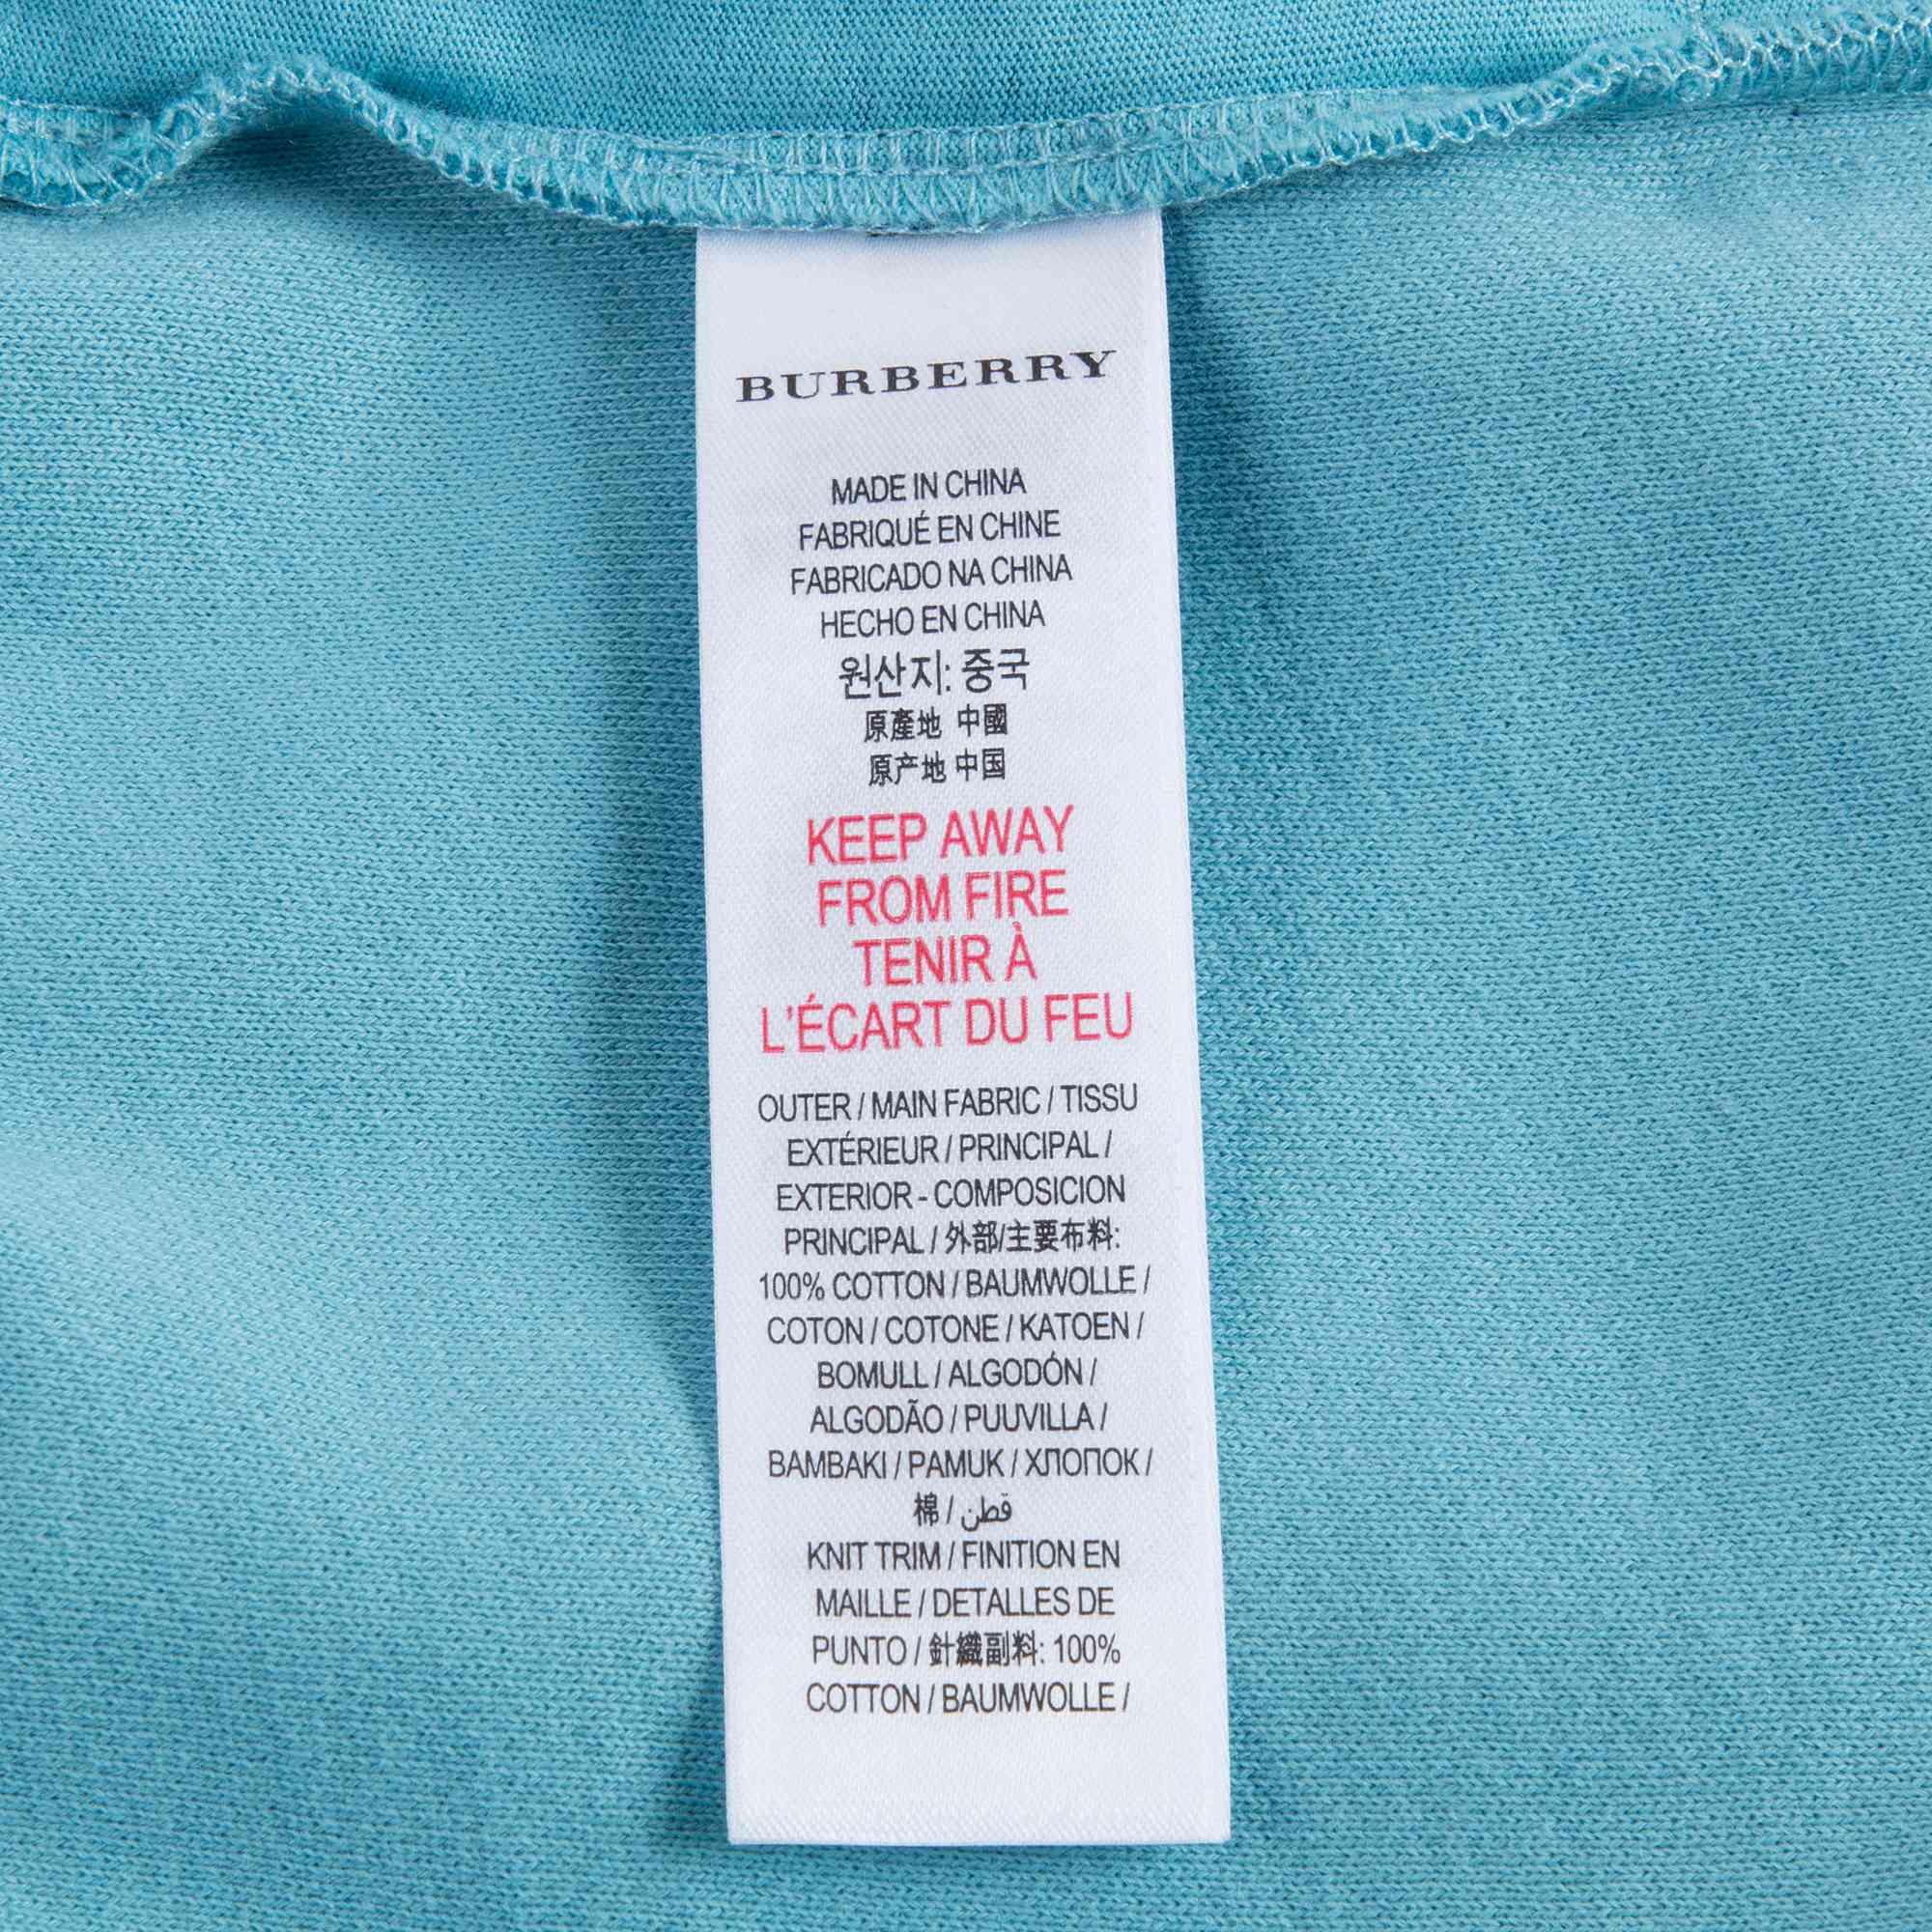 BURBERRY
MADE IN CHINA
FABRIQUÉ EN CHINE
FABRICADO NA CHINA
HECHO EN CHINA
원산지: 중국
原產地 中國
原产地 中国
KEEP AWAY
FROM FIRE
TENIR À
L'ÉCART DU FEU
OUTER / MAIN FABRIC / TISSU
EXTÉRIEUR / PRINCIPAL /
EXTERIOR - COMPOSICION
PRINCIPAL / 外部/主要布料:
100% COTTON / BAUMWOLLE /
COTON / COTONE / KATOEN /
BOMULL / ALGODÓN /
ALGODÃO / PUUVILLA /
BAMBAKI / PAMUK / ХЛОПОК /
棉 / قطن
KNIT TRIM / FINITION EN
MAILLE / DETALLES DE
PUNTO / 針織副料: 100%
COTTON / BAUMWOLLE /